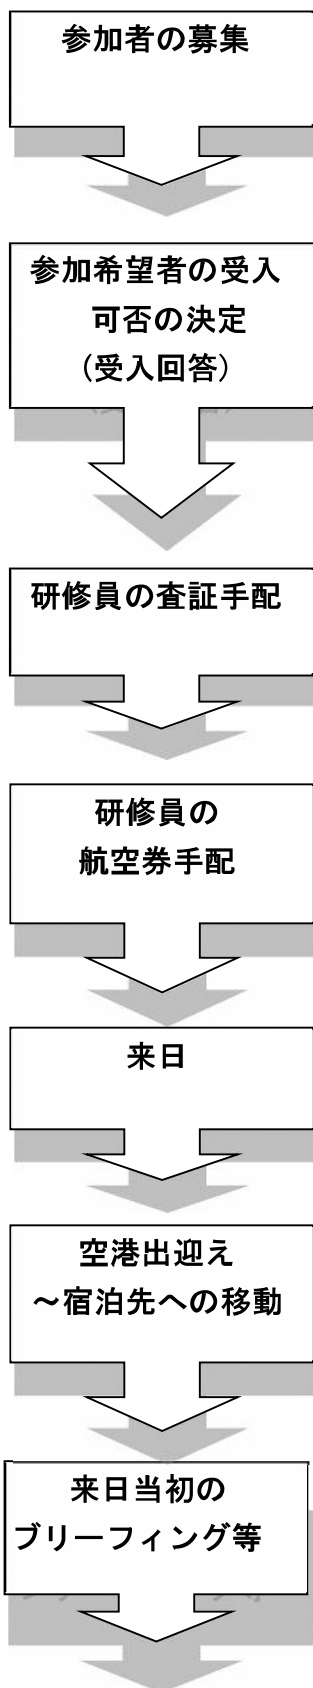 参加者の募集
参加希望者の受入
可否の決定
(受入回答)
研修員の査証手配
研修員の
航空券手配
来日
空港出迎え
～宿泊先への移動
来日当初の
ブリーフィング等